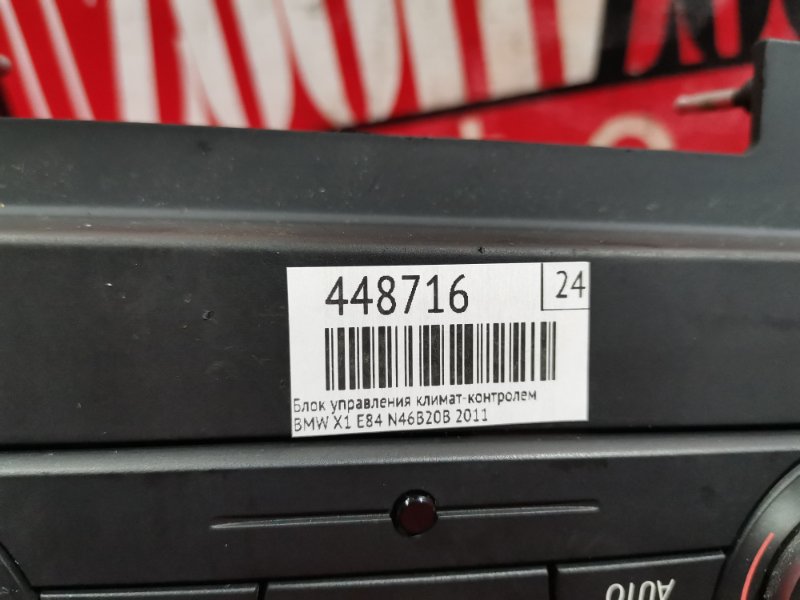 448716
24
Блок управления климат-контролем
BMW X1 E84 N46B20B 2011
AUTO